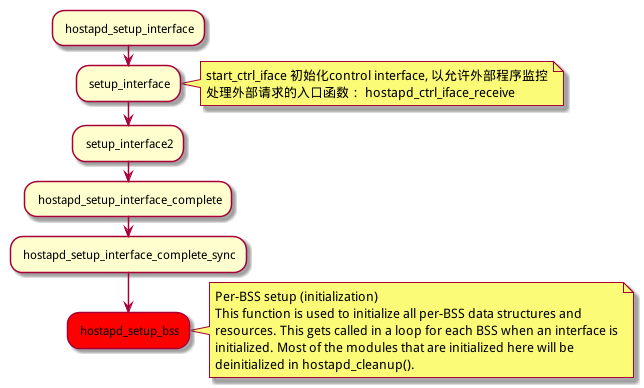 hostapd_setup_interface
setup_interface
start_ctrl_iface 初始化control interface, 以允许外部程序监控
处理外部请求的入口函数： hostapd_ctrl_iface_receive
setup_interface2
hostapd_setup_interface_complete
hostapd_setup_interface_complete_sync
hostapd_setup_bss
Per-BSS setup (initialization)
This function is used to initialize all per-BSS data structures and
resources. This gets called in a loop for each BSS when an interface is
initialized. Most of the modules that are initialized here will be
deinitialized in hostapd_cleanup().